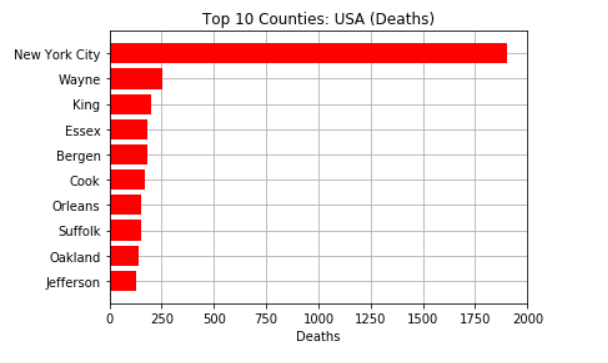 Top 10 Counties: USA (Deaths)
New York City
Wayne
King
Essex
Bergen
Cook
Orleans
Suffolk
Oakland
Jefferson
0 250 500 750 1000 1250 1500 1750 2000
Deaths